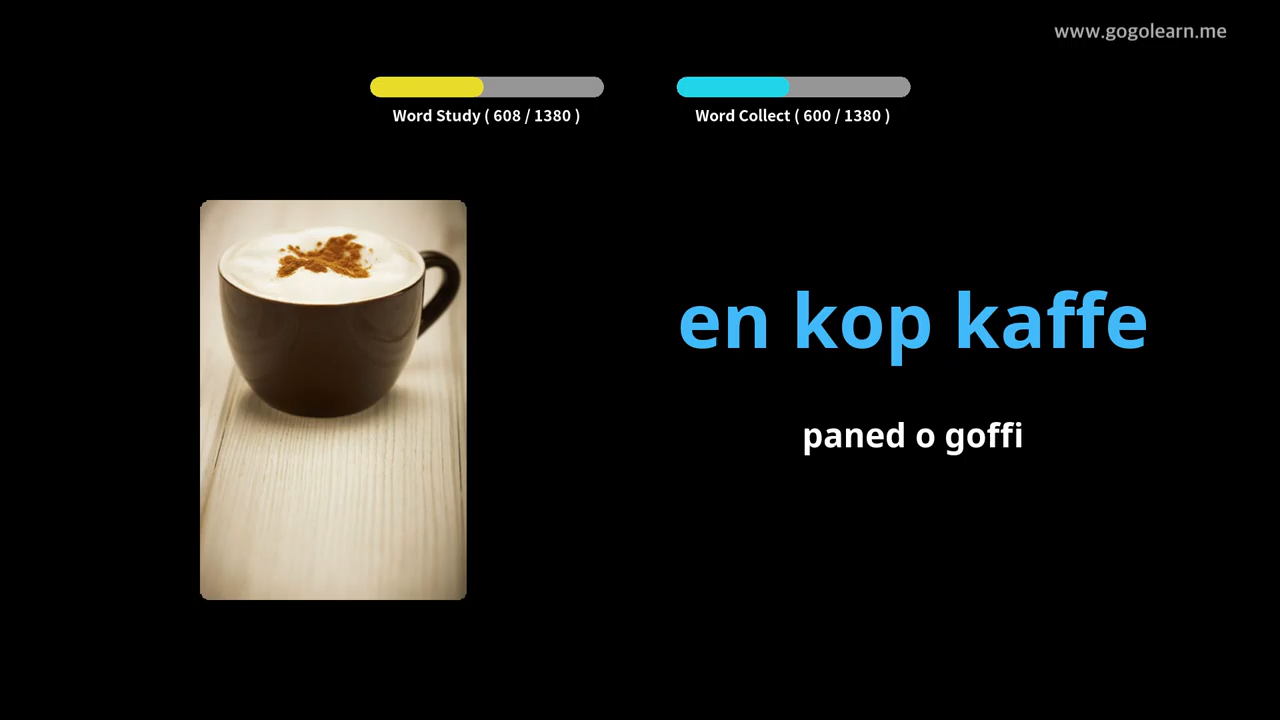 www.gogolearn.me
Word Study ( 608 / 1380 )
Word Collect ( 600 / 1380 )
en kop kaffe
paned o goffi